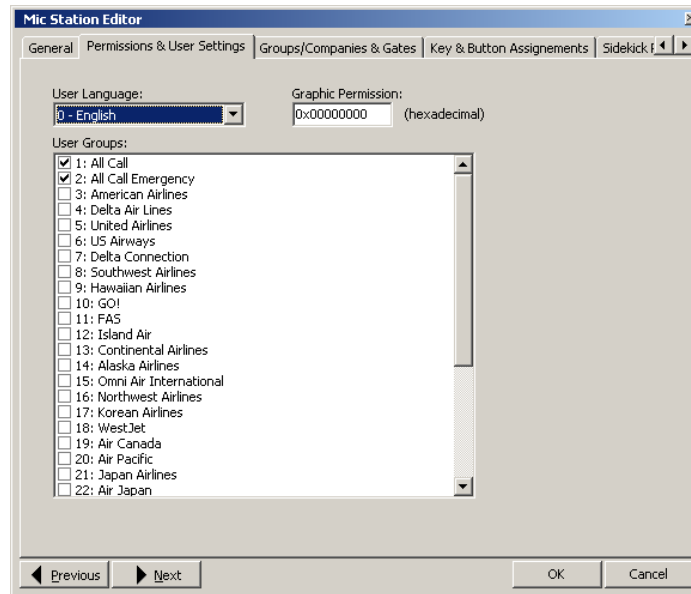 Mic Station Editor
General Permissions & User Settings Groups/Companies & Gates Key & Button Assignements Sidekick
User Language: Graphic Permission:
0 - English 0x00000000 (hexadecimal)
User Groups:
1: All Call
2: All Call Emergency
3: American Airlines
4: Delta Air Lines
5: United Airlines
6: US Airways
7: Delta Connection
8: Southwest Airlines
9: Hawaiian Airlines
10: GO!
11: FAS
12: Island Air
13: Continental Airlines
14: Alaska Airlines
15: Omni Air International
16: Northwest Airlines
17: Korean Airlines
18: WestJet
19: Air Canada
20: Air Pacific
21: Japan Airlines
22: Air Japan
Previous Next OK Cancel